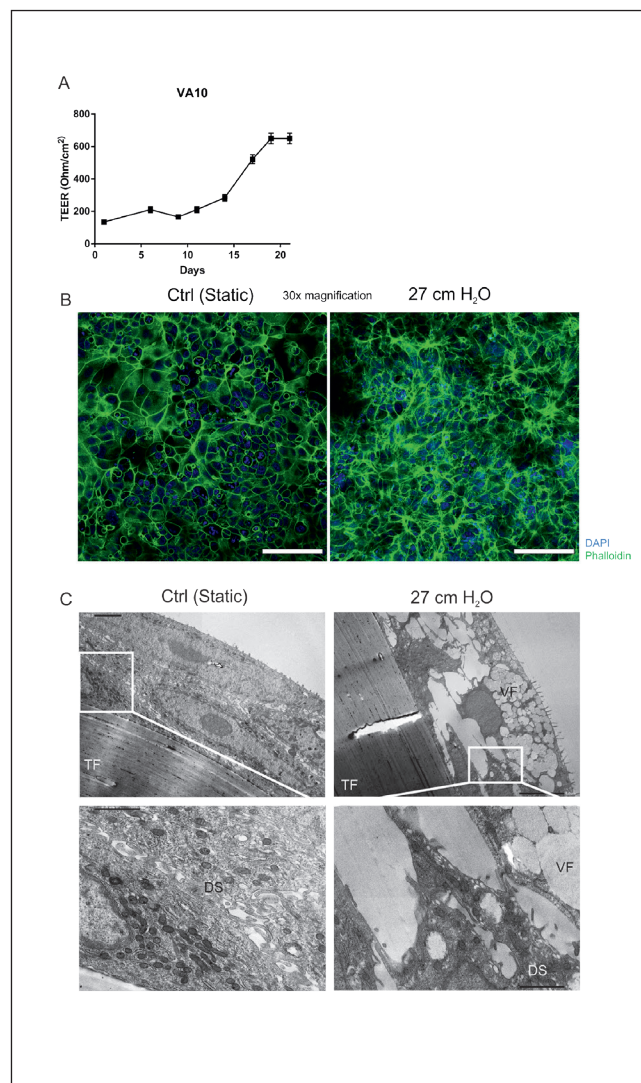 A
VA10
800
600
400
200
0
TEER (Ohm/cm²)
0 5 10 15 20
Days
B
Ctrl (Static) 30x magnification 27 cm H₂O
DAPI
Phalloidin
C
Ctrl (Static) 27 cm H₂O
VF
TF
TF
DS
VF
DS